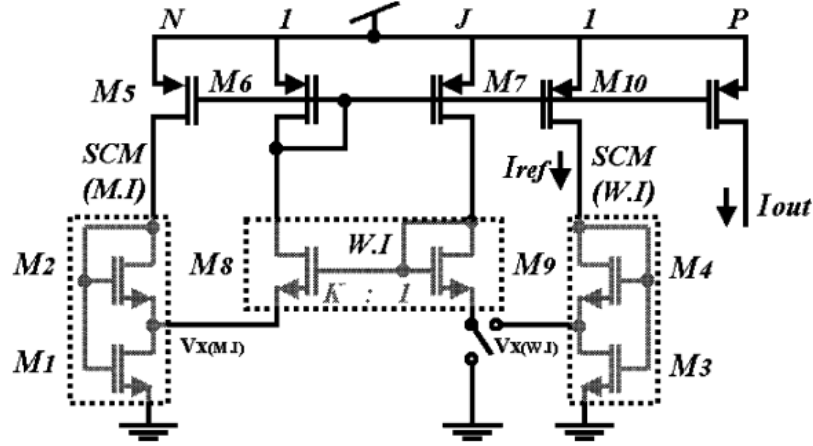 N 1 J 1 P
M5 M6 M7 M10
SCM
(M.I)
Iref
SCM
(W.I)
Iout
M2 M8 W.I M9 M4
K : 1
M1 Vx(M.I) Vx(W.I) M3